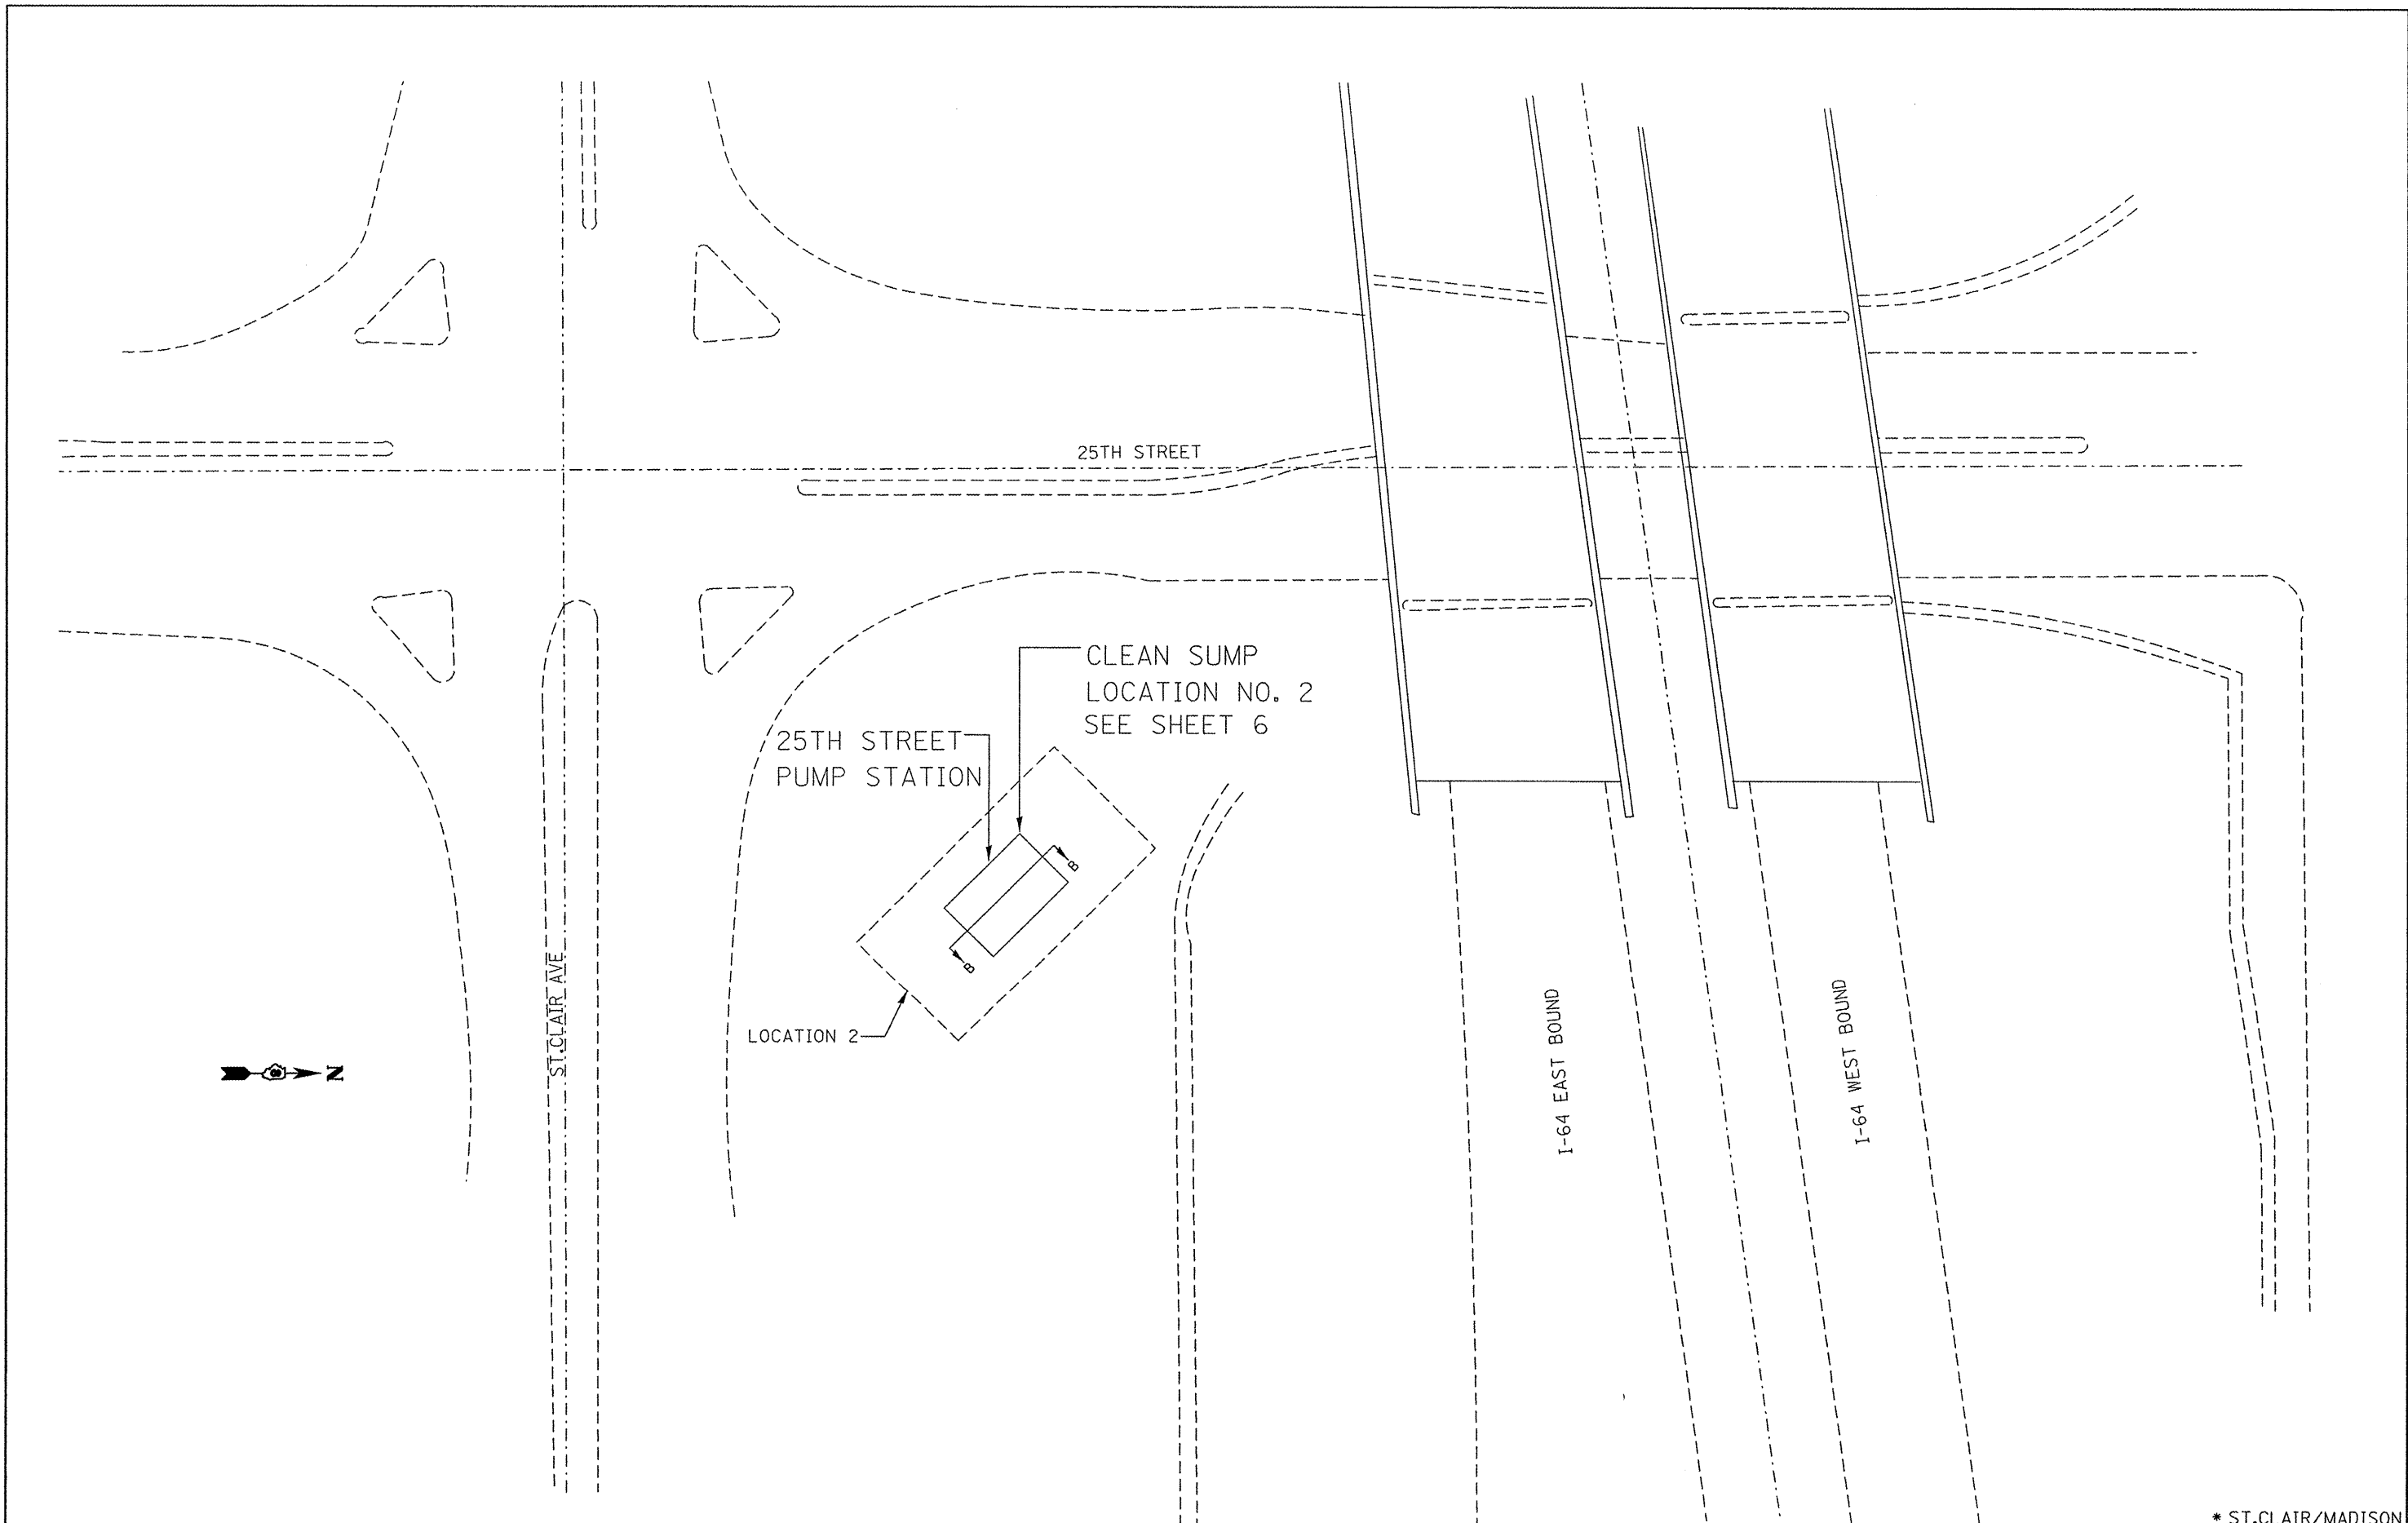 25TH STREET
CLEAN SUMP
LOCATION NO. 2
SEE SHEET 6
25TH STREET
PUMP STATION
B
B
LOCATION 2
ST.CLAIR AVE
N
I-64 EAST BOUND
I-64 WEST BOUND
* ST.CLAIR/MADISON